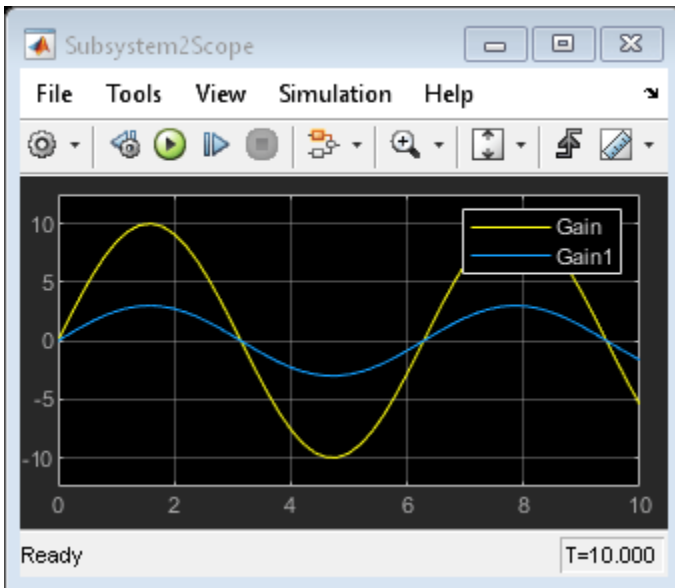 Subsystem2Scope
File Tools View Simulation Help
Gain
Gain1
10
5
0
-5
-10
0 2 4 6 8 10
Ready T=10.000